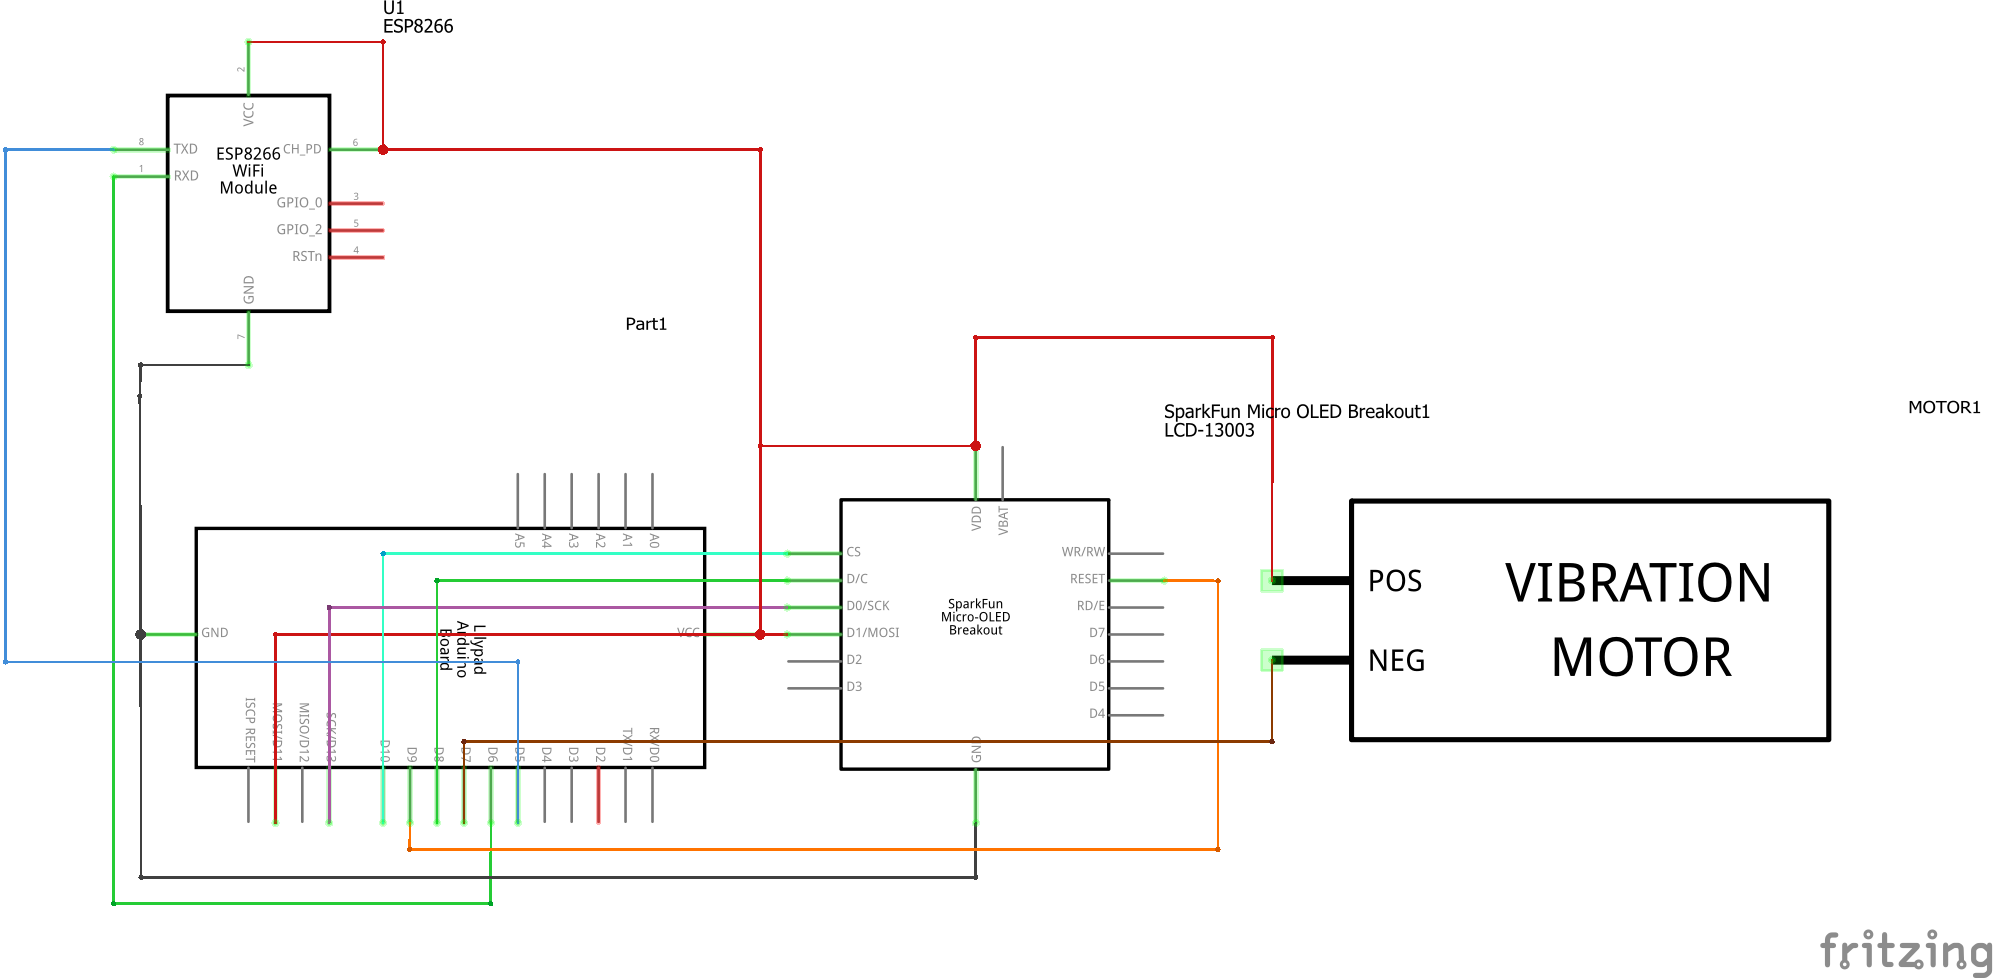 U1
ESP8266
2
VCC
8
TXD
1
RXD
ESP8266
WiFi
Module
CH_PD
6
GPIO_0
3
GPIO_2
5
RSTn
4
GND
7
Part1
SparkFun Micro OLED Breakout1
LCD-13003
MOTOR1
A5
A4
A3
A2
A1
A0
GND
VCC
Lilypad
Arduino
Board
ISCP RESET
MOSI/D11
MISO/D12
SCK/D13
D10
D9
D8
D7
D6
D5
D4
D3
D2
TX/D1
RX/D0
VDD
VBAT
CS
D/C
D0/SCK
D1/MOSI
D2
D3
SparkFun
Micro-OLED
Breakout
WR/RW
RESET
RD/E
D7
D6
D5
D4
GND
POS
NEG
VIBRATION
MOTOR
fritzing